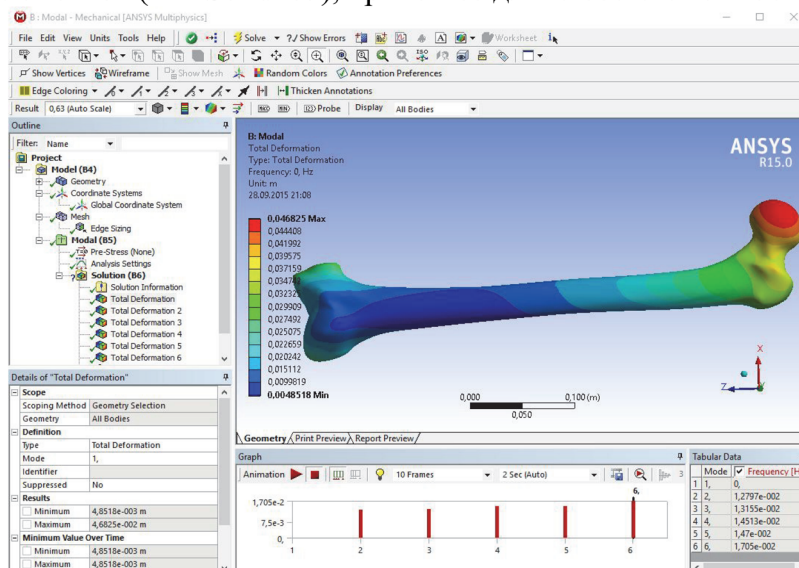 B : Modal - Mechanical [ANSYS Multiphysics]
File Edit View Units Tools Help Solve ?/ Show Errors Worksheet
Show Vertices Wireframe Show Mesh Random Colors Annotation Preferences
Edge Coloring Thicken Annotations
Result 0,63 (Auto Scale) Probe Display All Bodies
Outline
Filter: Name
Project
Model (B4)
Geometry
Coordinate Systems
Global Coordinate System
Mesh
Edge Sizing
Modal (B5)
Pre-Stress (None)
Analysis Settings
Solution (B6)
Solution Information
Total Deformation
Total Deformation 2
Total Deformation 3
Total Deformation 4
Total Deformation 5
Total Deformation 6
B: Modal
Total Deformation
Type: Total Deformation
Frequency: 0, Hz
Unit: m
28.09.2015 21:08
0,046825 Max
0,044408
0,041992
0,039575
0,037159
0,029909
0,027492
0,025075
0,022659
0,020242
0,015112
0,0099819
0,0048518 Min
ANSYS
R15.0
X
Z
0,000 0,100 (m)
0,050
Geometry Print Preview Report Preview
Details of "Total Deformation"
Scope
Scoping Method Geometry Selection
Geometry All Bodies
Definition
Type Total Deformation
Mode 1,
Identifier
Suppressed No
Results
Minimum 4,8518e-003 m
Maximum 4,6825e-002 m
Minimum Value Over Time
Minimum 4,8518e-003 m
Maximum 4,8518e-003 m
Graph
Animation 10 Frames 2 Sec (Auto) 3
6,
1,705e-2
7,5e-3
0,
1 2 3 4 5 6
Tabular Data
Mode Frequency [H
1 1, 0,
2 2, 1,2797e-002
3 3, 1,3155e-002
4 4, 1,4513e-002
5 5, 1,47e-002
6 6, 1,705e-002